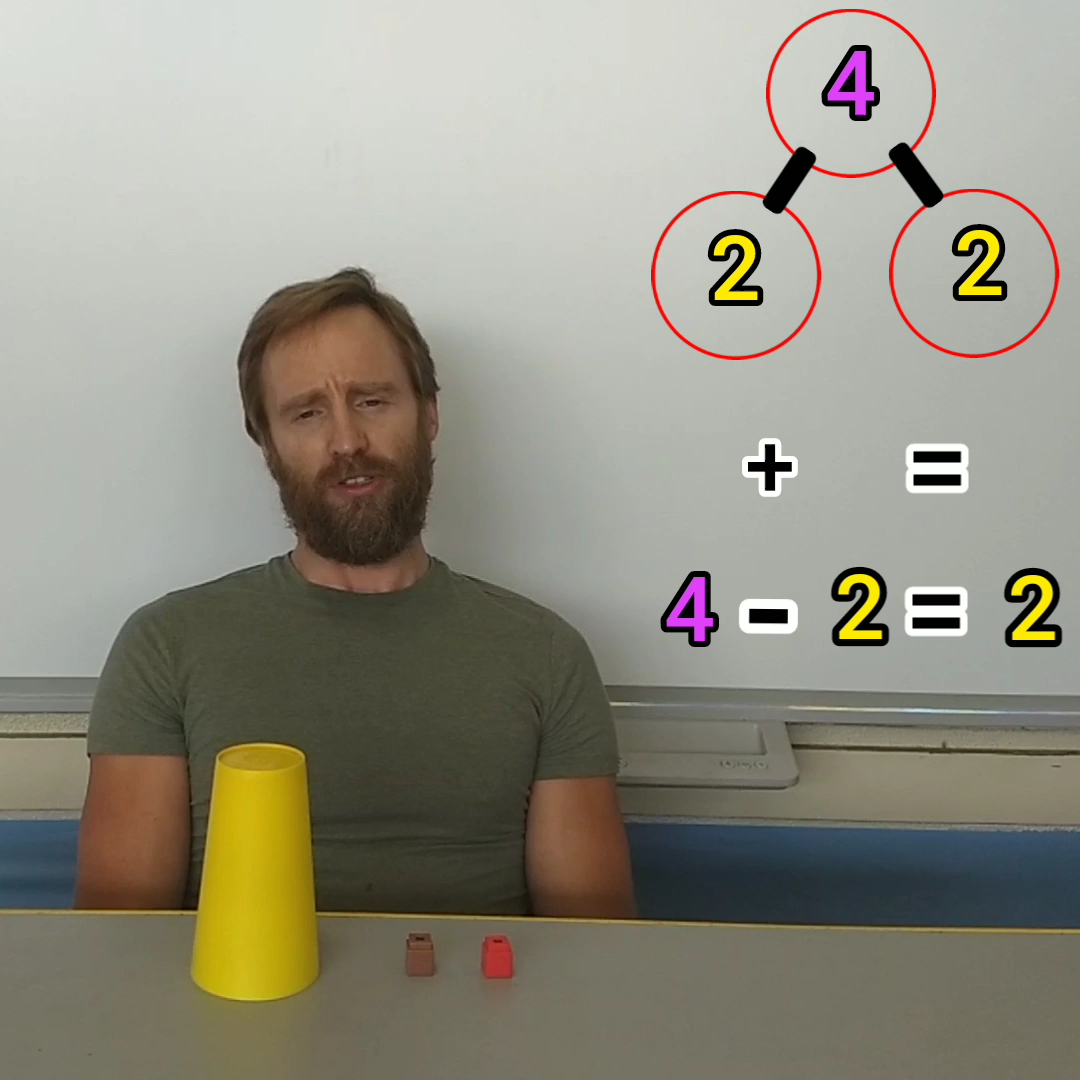 4
2 2
+ =
4 - 2 = 2